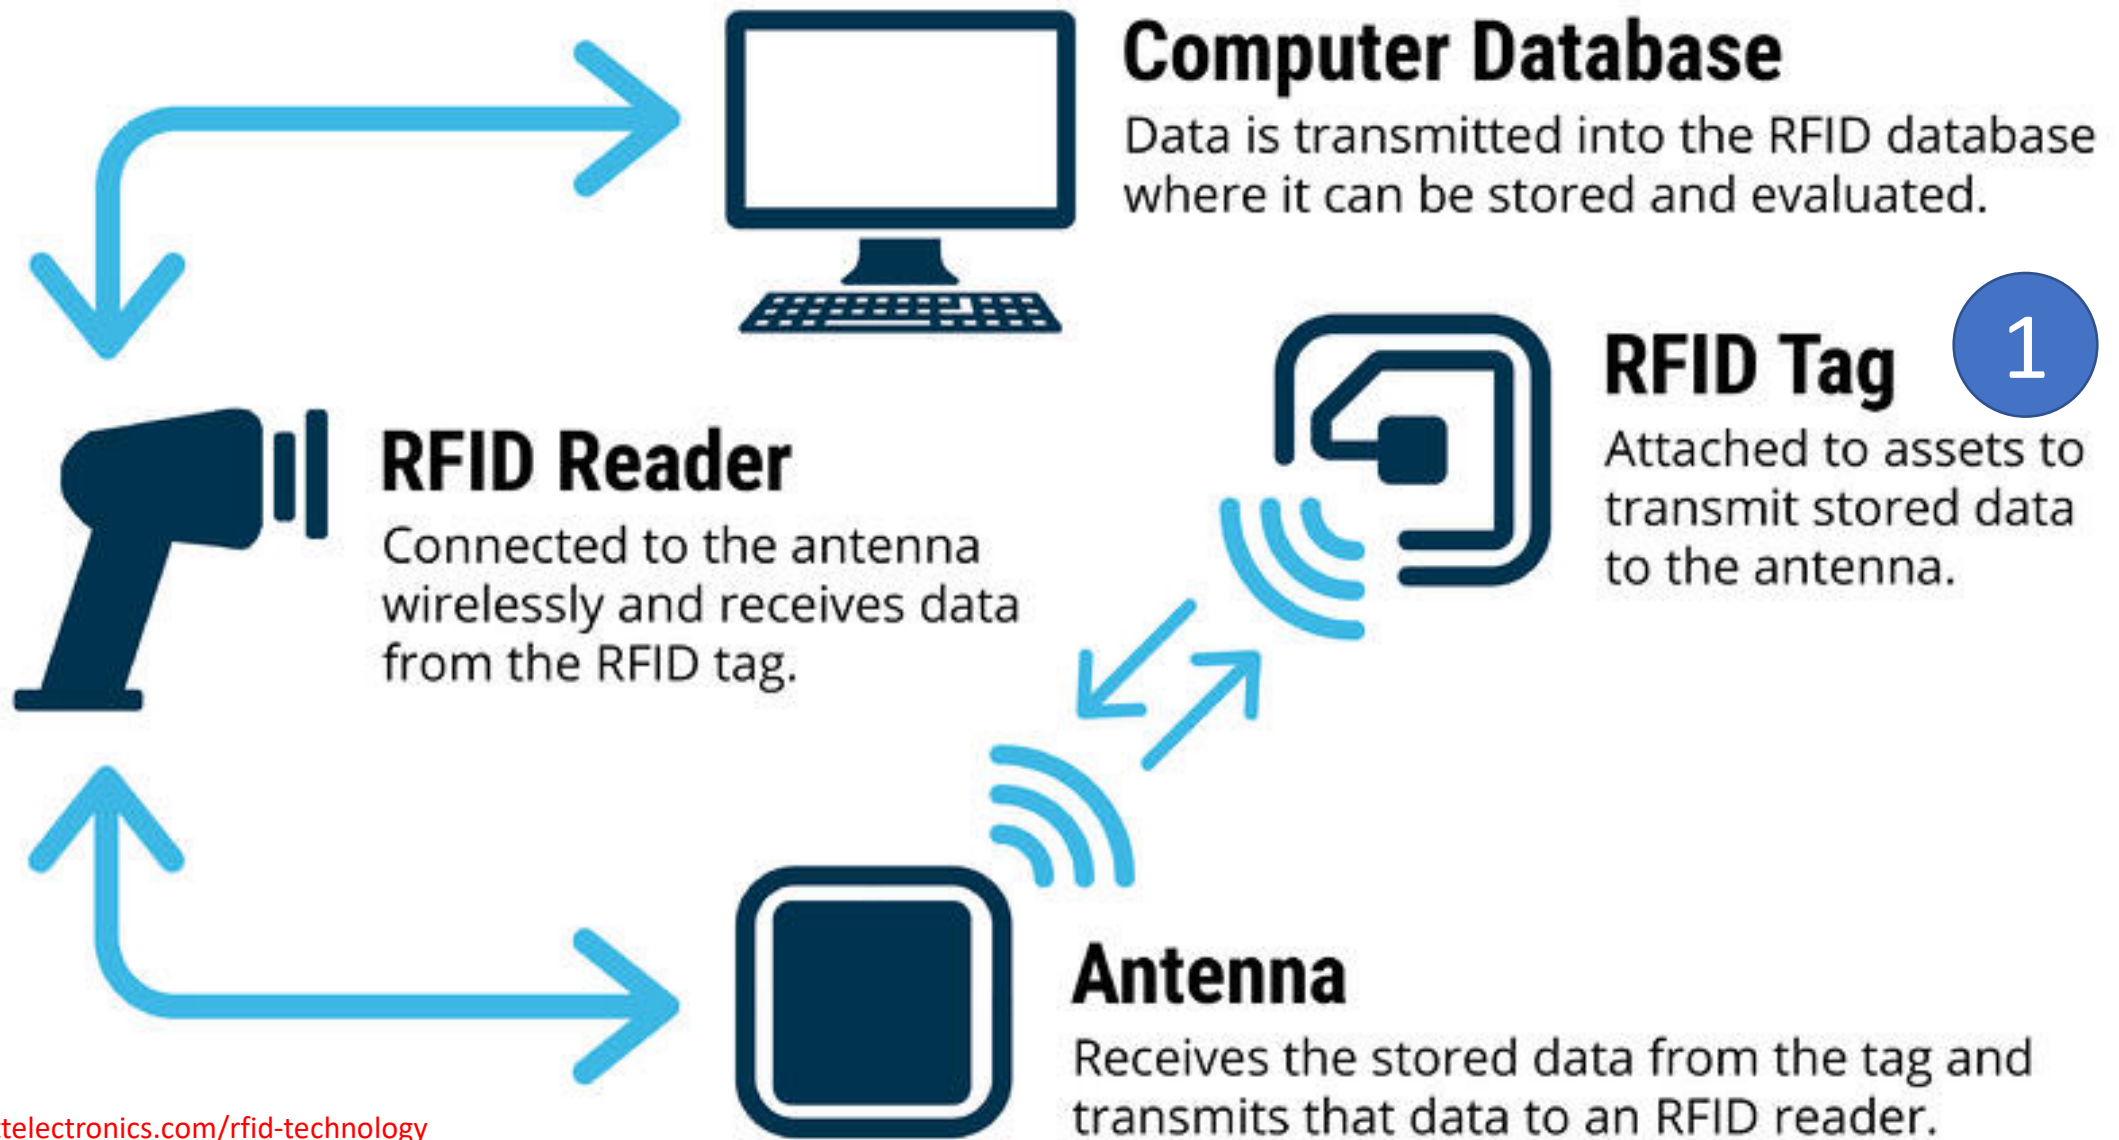 Computer Database
Data is transmitted into the RFID database
where it can be stored and evaluated.
RFID Tag
1
Attached to assets to
transmit stored data
to the antenna.
RFID Reader
Connected to the antenna
wirelessly and receives data
from the RFID tag.
Antenna
Receives the stored data from the tag and
transmits that data to an RFID reader.
telectronics.com/rfid-technology